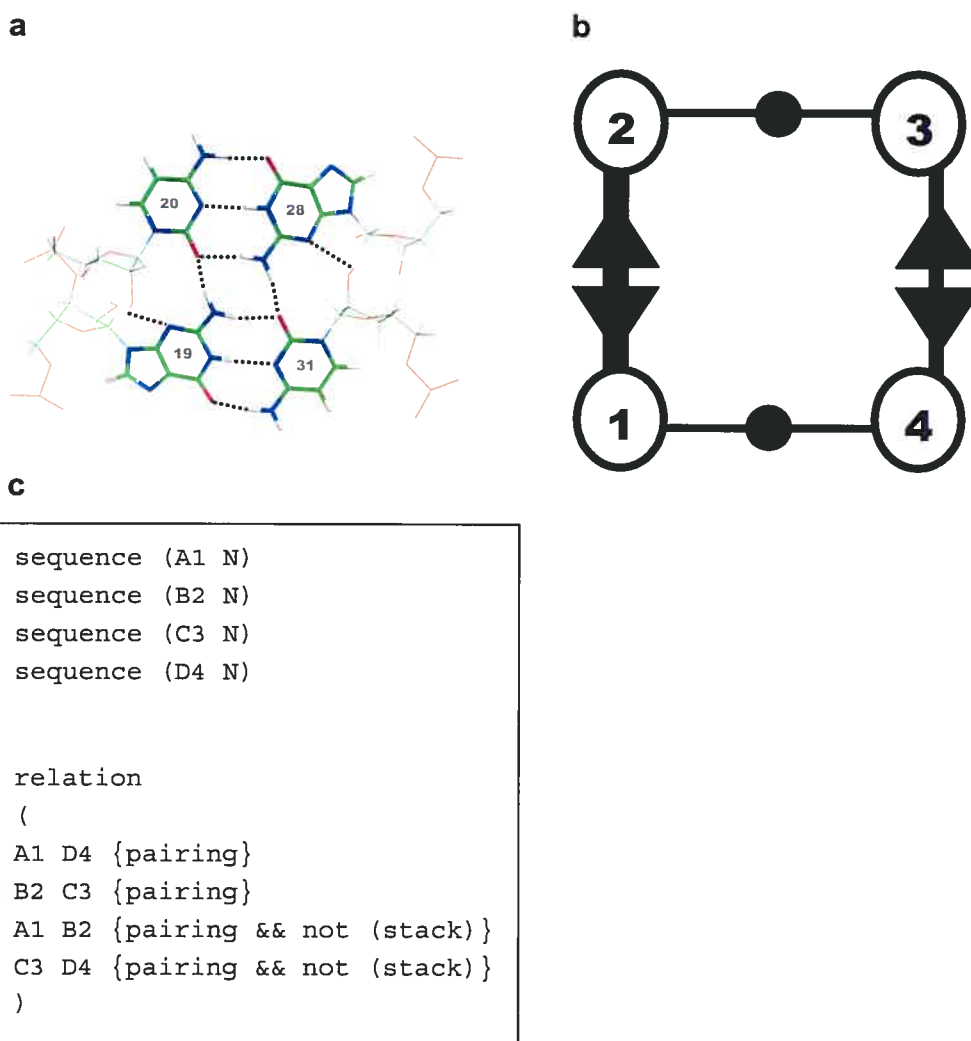 a
20
28
19
31
b
2
3
1
4
c
sequence (A1 N)
sequence (B2 N)
sequence (C3 N)
sequence (D4 N)
relation
(
A1 D4 {pairing}
B2 C3 {pairing}
A1 B2 {pairing && not (stack)}
C3 D4 {pairing && not (stack)}
)